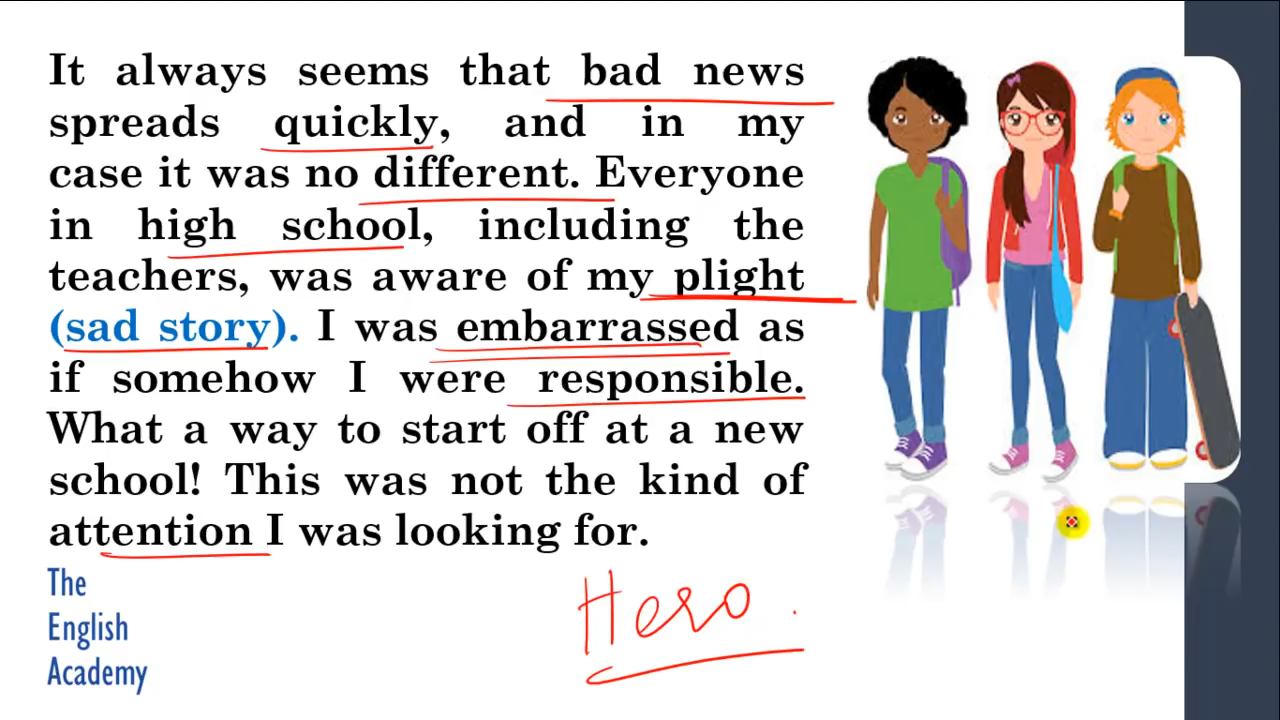 It always seems that bad news
spreads quickly, and in my
case it was no different. Everyone
in high school, including the
teachers, was aware of my plight
(sad story). I was embarrassed as
if somehow I were responsible.
What a way to start off at a new
school! This was not the kind of
attention I was looking for.
The
English
Academy
Hero.